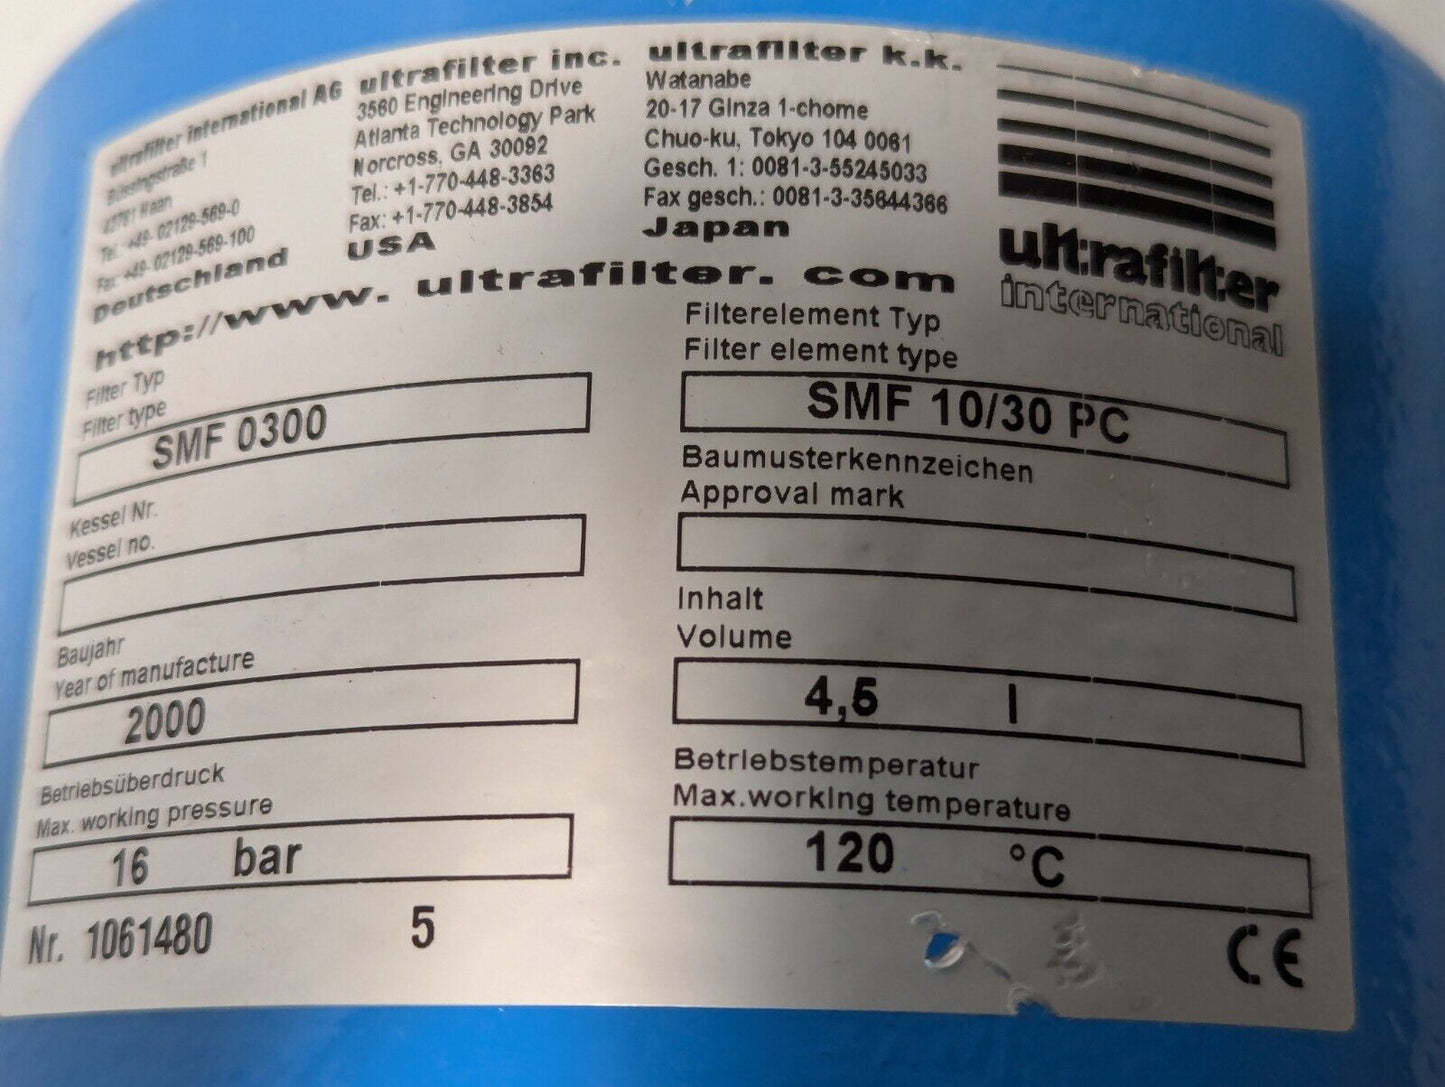 ultrafilter international AG
Büssingstraße 1
42781 Haan
Tel.: +49- 02129-569-0
Fax: +49- 02129-569-100
Deutschland
ultrafilter inc.
3560 Engineering Drive
Atlanta Technology Park
Norcross, GA 30092
Tel.: +1-770-448-3363
Fax: +1-770-448-3854
USA
ultrafilter k.k.
Watanabe
20-17 Ginza 1-chome
Chuo-ku, Tokyo 104 0061
Gesch. 1: 0081-3-55245033
Fax gesch.: 0081-3-35644366
Japan
ultrafilter
international
http://www. ultrafilter. com
Filter Typ
Filter type
SMF 0300
Filterelement Typ
Filter element type
SMF 10/30 PC
Kessel Nr.
Vessel no.
Baumusterkennzeichen
Approval mark
Baujahr
Year of manufacture
2000
Inhalt
Volume
4,5 l
Betriebsüberdruck
Max. working pressure
16 bar
Betriebstemperatur
Max.working temperature
120 °C
Nr. 1061480 5
CE